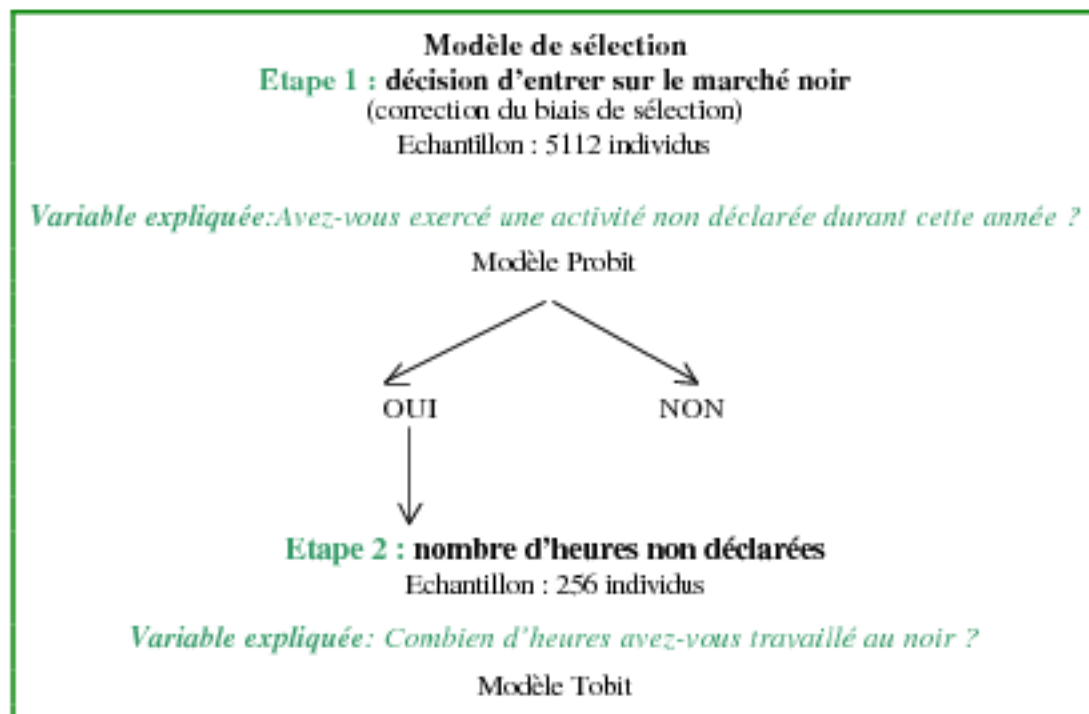 Modèle de sélection
Etape 1 : décision d'entrer sur le marché noir
(correction du biais de sélection)
Echantillon : 5112 individus
Variable expliquée:Avez-vous exercé une activité non déclarée durant cette année ?
Modèle Probit
OUI NON
Etape 2 : nombre d'heures non déclarées
Echantillon : 256 individus
Variable expliquée: Combien d'heures avez-vous travaillé au noir ?
Modèle Tobit